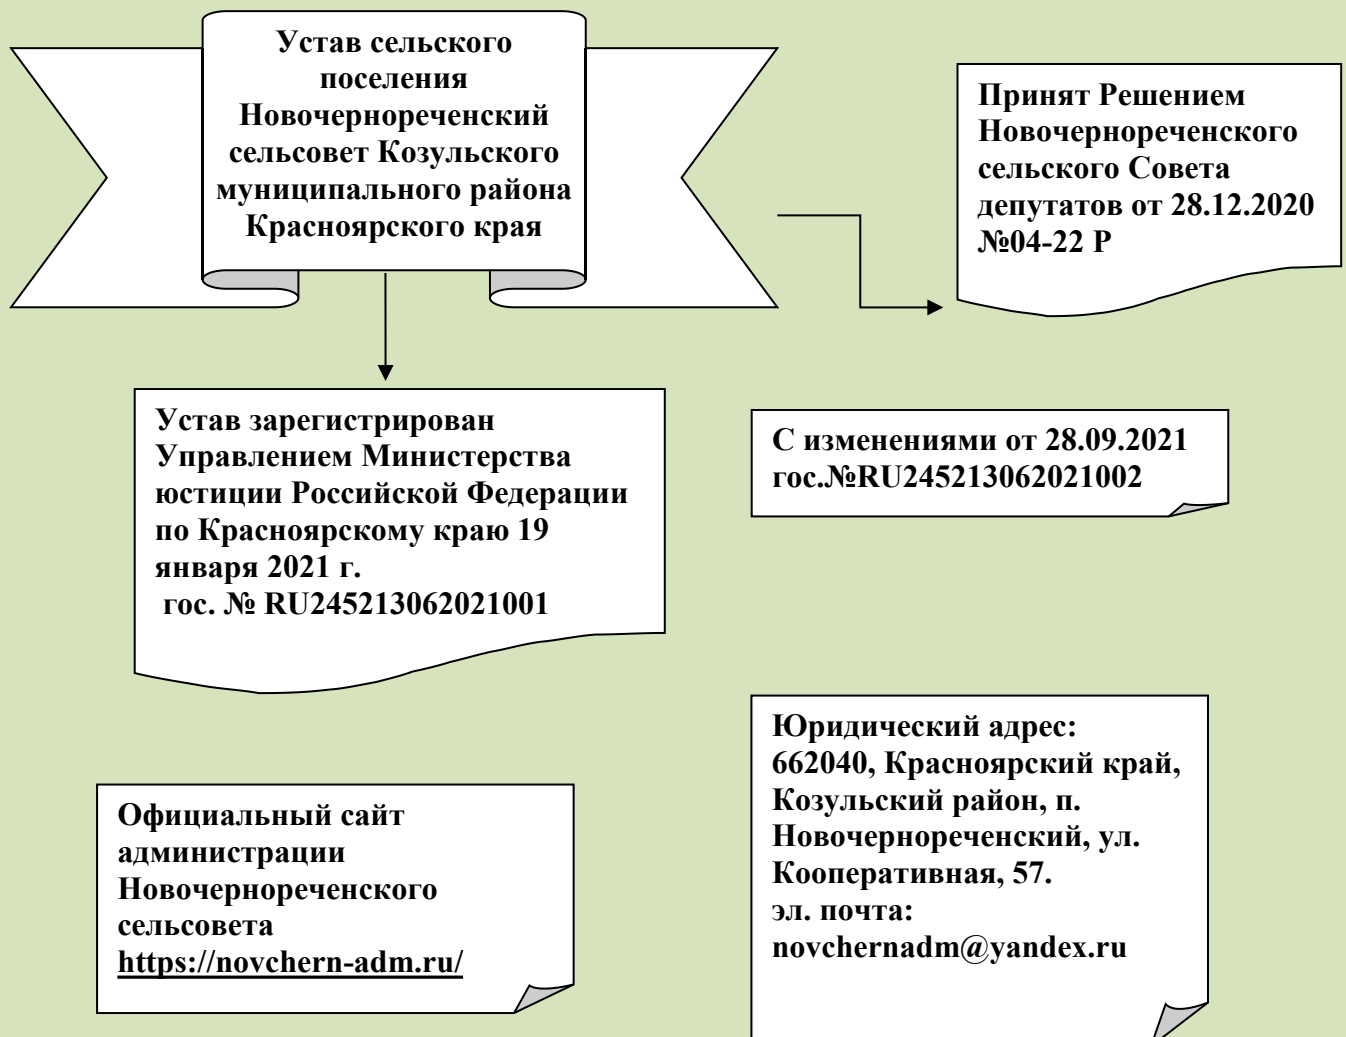 Устав сельского
поселения
Новочернореченский
сельсовет Козульского
муниципального района
Красноярского края
Принят Решением
Новочернореченского
сельского Совета
депутатов от 28.12.2020
№04-22 Р
Устав зарегистрирован
Управлением Министерства
юстиции Российской Федерации
по Красноярскому краю 19
января 2021 г.
гос. № RU245213062021001
С изменениями от 28.09.2021
гос.№RU245213062021002
Официальный сайт
администрации
Новочернореченского
сельсовета
https://novchern-adm.ru/
Юридический адрес:
662040, Красноярский край,
Козульский район, п.
Новочернореченский, ул.
Кооперативная, 57.
эл. почта:
novchernadm@yandex.ru